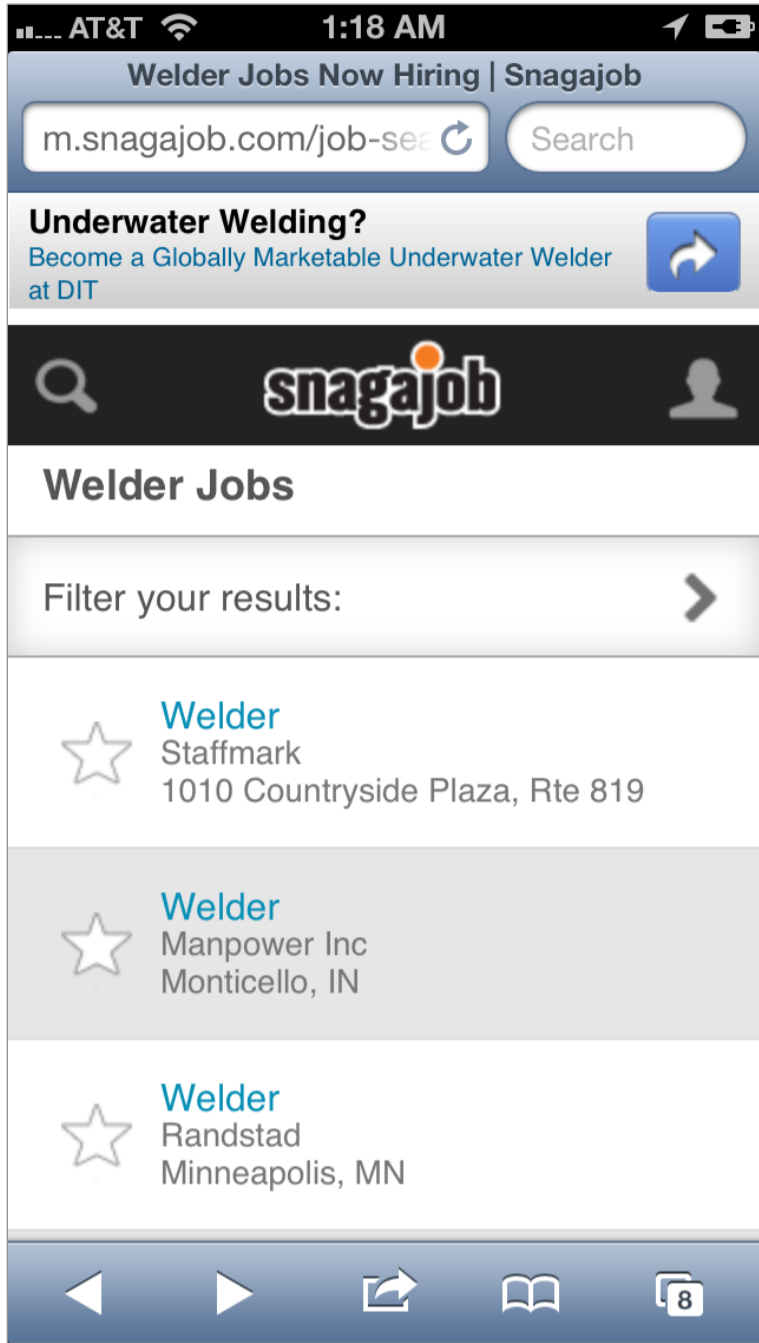 AT&T 1:18 AM
Welder Jobs Now Hiring | Snagajob
m.snagajob.com/job-sea Search
Underwater Welding?
Become a Globally Marketable Underwater Welder
at DIT
snagajob
Welder Jobs
Filter your results:
Welder
Staffmark
1010 Countryside Plaza, Rte 819
Welder
Manpower Inc
Monticello, IN
Welder
Randstad
Minneapolis, MN
8